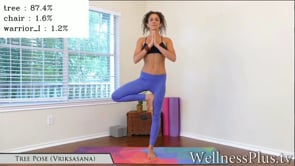 tree : 87.4%
chair : 1.6%
warrior_I : 1.2%
Tree Pose (Vriksasana)
WellnessPlus.tv